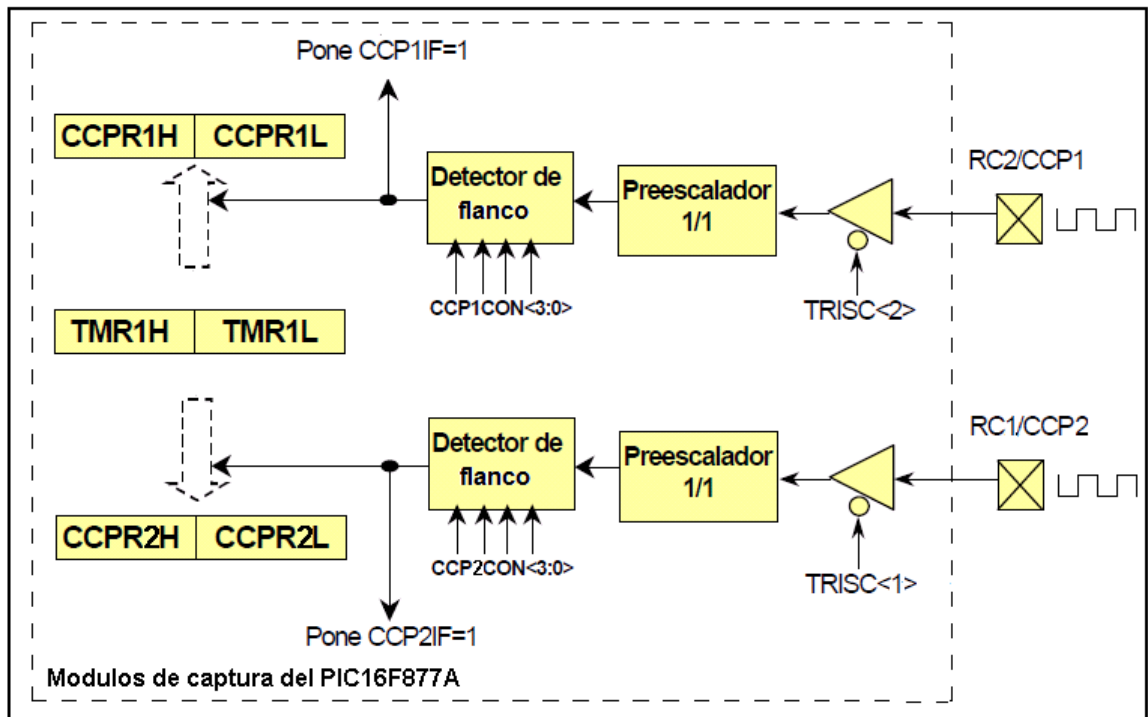 Pone CCP1IF=1
CCPR1H CCPR1L
Detector de
flanco
Preescalador
1/1
RC2/CCP1
CCP1CON<3:0>
TRISC<2>
TMR1H TMR1L
Detector de
flanco
Preescalador
1/1
RC1/CCP2
CCPR2H CCPR2L
CCP2CON<3:0>
TRISC<1>
Pone CCP2IF=1
Modulos de captura del PIC16F877A